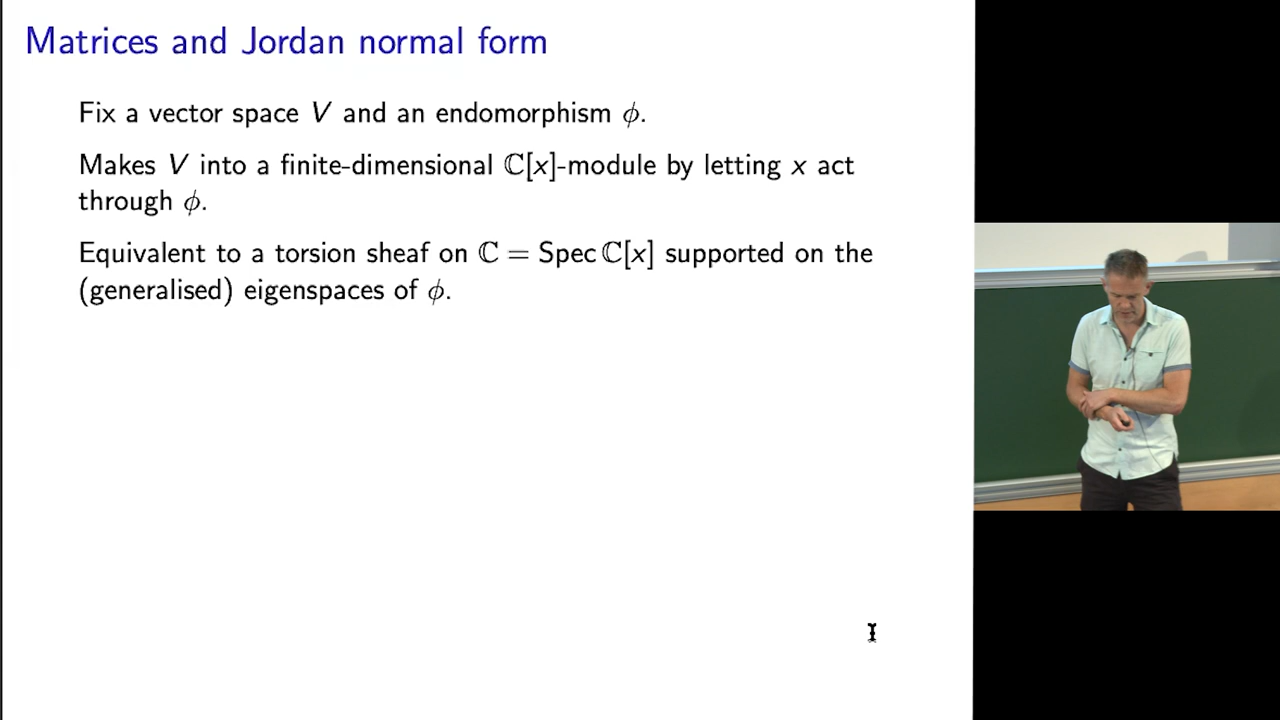 Matrices and Jordan normal form
Fix a vector space V and an endomorphism ϕ.
Makes V into a finite-dimensional ℂ[x]-module by letting x act
through ϕ.
Equivalent to a torsion sheaf on ℂ = Spec ℂ[x] supported on the
(generalised) eigenspaces of ϕ.